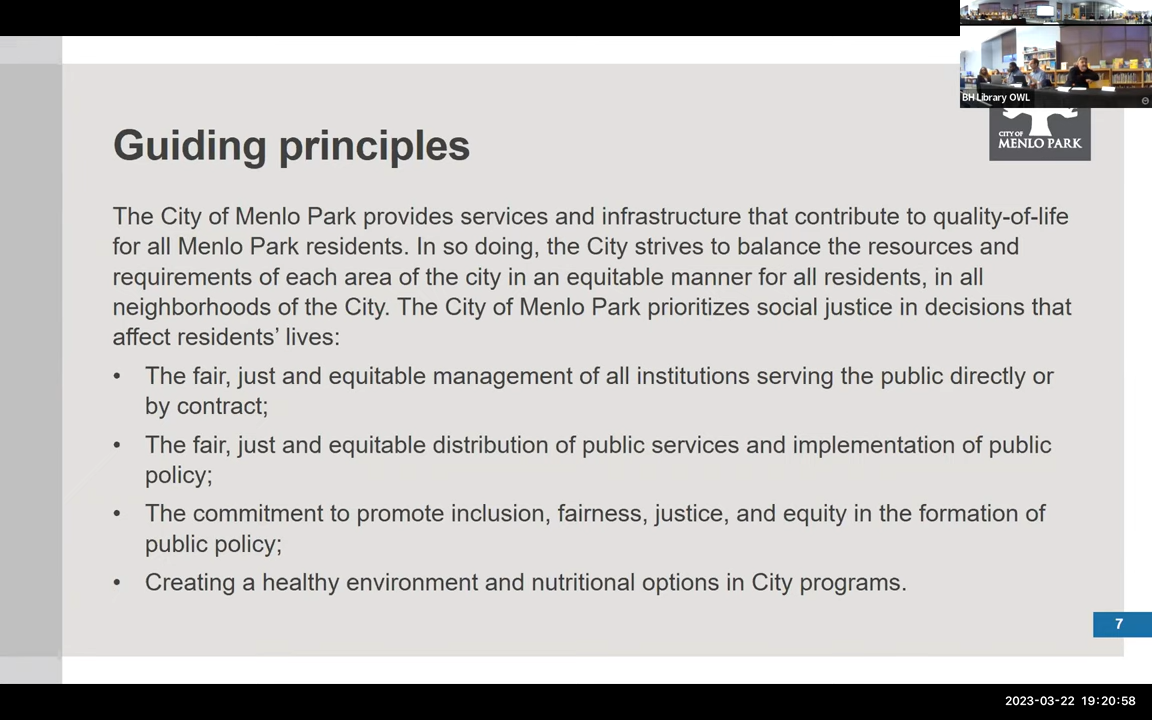 BH Library OWL
CITY OF
MENLO PARK
Guiding principles
The City of Menlo Park provides services and infrastructure that contribute to quality-of-life
for all Menlo Park residents. In so doing, the City strives to balance the resources and
requirements of each area of the city in an equitable manner for all residents, in all
neighborhoods of the City. The City of Menlo Park prioritizes social justice in decisions that
affect residents’ lives:
• The fair, just and equitable management of all institutions serving the public directly or
by contract;
• The fair, just and equitable distribution of public services and implementation of public
policy;
• The commitment to promote inclusion, fairness, justice, and equity in the formation of
public policy;
• Creating a healthy environment and nutritional options in City programs.
7
2023-03-22 19:20:58